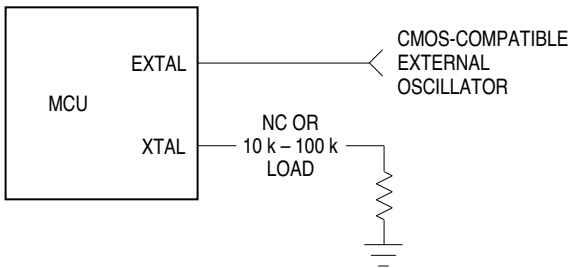 EXTAL
CMOS-COMPATIBLE
EXTERNAL
OSCILLATOR
MCU
XTAL
NC OR
10 k – 100 k
LOAD